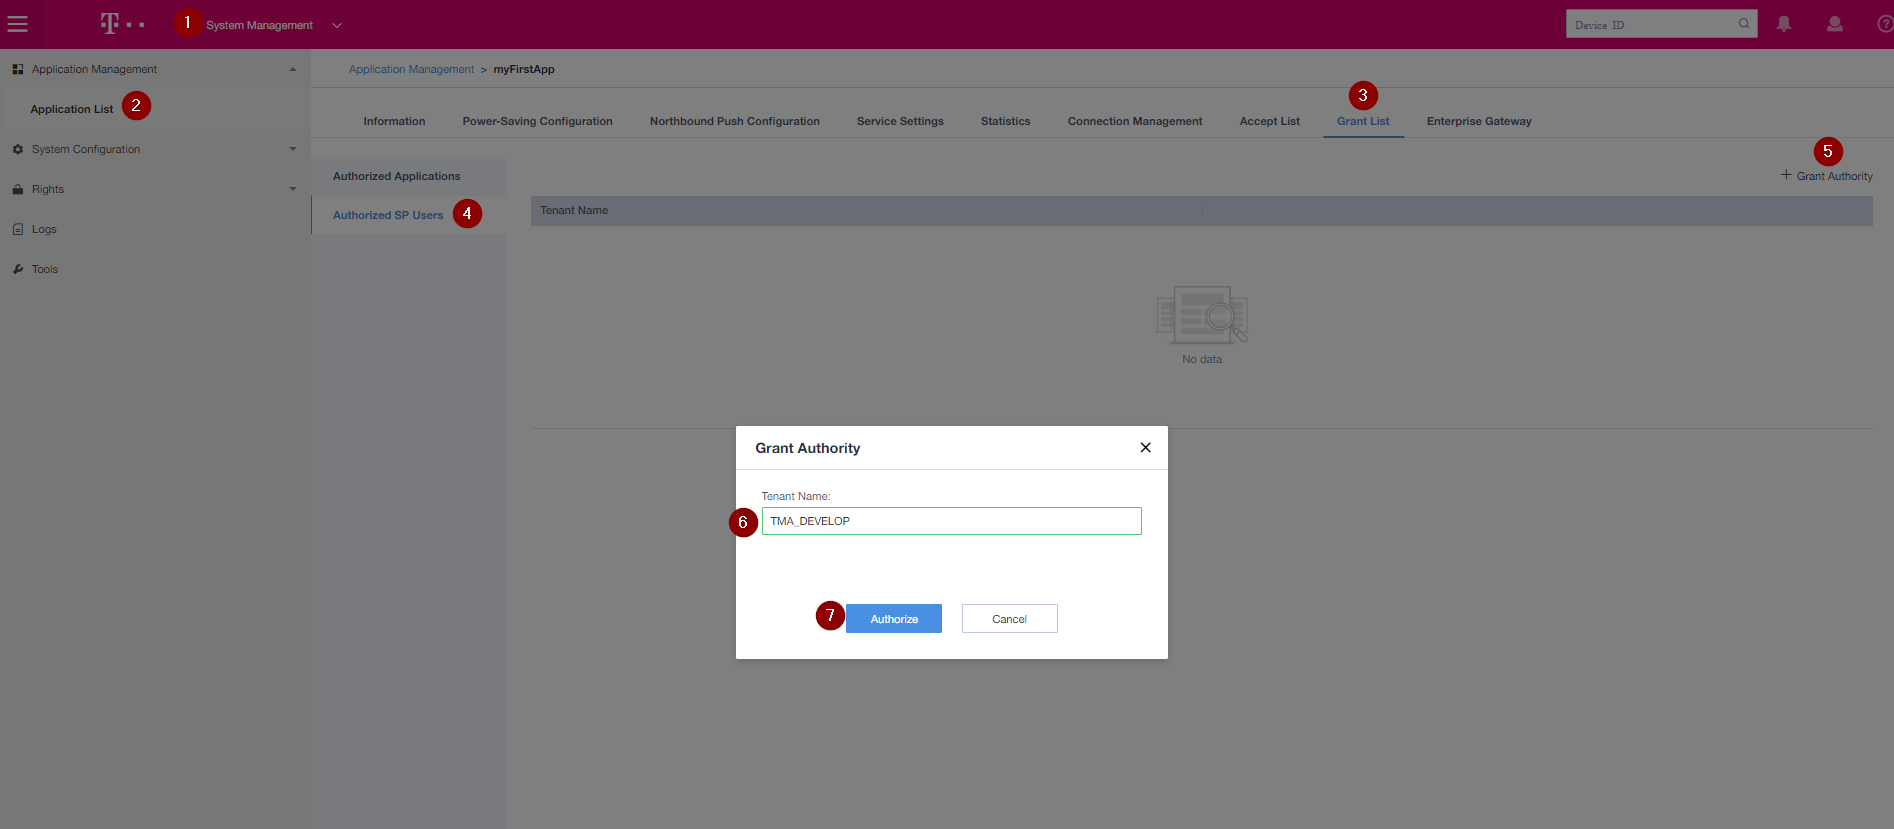 T
1 System Management
Device ID
Application Management
Application List 2
System Configuration
Rights
Logs
Tools
Application Management > myFirstApp
3
Information Power-Saving Configuration Northbound Push Configuration Service Settings Statistics Connection Management Accept List Grant List Enterprise Gateway
5
+ Grant Authority
Authorized Applications
Authorized SP Users 4
Tenant Name
No data
Grant Authority
Tenant Name:
6 TMA_DEVELOP
7 Authorize Cancel